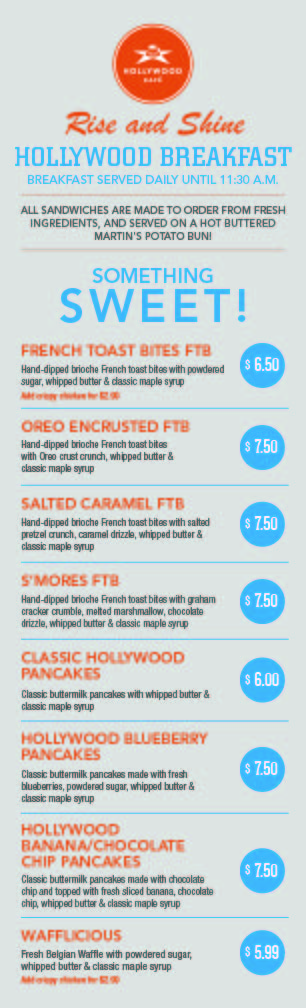 HOLLYWOOD
CAFE
Rise and Shine
HOLLYWOOD BREAKFAST
BREAKFAST SERVED DAILY UNTIL 11:30 A.M.
ALL SANDWICHES ARE MADE TO ORDER FROM FRESH
INGREDIENTS, AND SERVED ON A HOT BUTTERED
MARTIN'S POTATO BUN!
SOMETHING
SWEET!
FRENCH TOAST BITES FTB
$ 6.50
Hand-dipped brioche French toast bites with powdered
sugar, whipped butter & classic maple syrup
Add crispy chicken for $2.00
OREO ENCRUSTED FTB
$ 7.50
Hand-dipped brioche French toast bites
with Oreo crust crunch, whipped butter &
classic maple syrup
SALTED CARAMEL FTB
$ 7.50
Hand-dipped brioche French toast bites with salted
pretzel crunch, caramel drizzle, whipped butter &
classic maple syrup
S'MORES FTB
$ 7.50
Hand-dipped brioche French toast bites with graham
cracker crumble, melted marshmallow, chocolate
drizzle, whipped butter & classic maple syrup
CLASSIC HOLLYWOOD
PANCAKES
$ 6.00
Classic buttermilk pancakes with whipped butter &
classic maple syrup
HOLLYWOOD BLUEBERRY
PANCAKES
$ 7.50
Classic buttermilk pancakes made with fresh
blueberries, powdered sugar, whipped butter &
classic maple syrup
HOLLYWOOD
BANANA/CHOCOLATE
CHIP PANCAKES
$ 7.50
Classic buttermilk pancakes made with chocolate
chip and topped with fresh sliced banana, chocolate
chip, whipped butter & classic maple syrup
WAFFLICIOUS
$ 5.99
Fresh Belgian Waffle with powdered sugar,
whipped butter & classic maple syrup
Add crispy chicken for $2.00